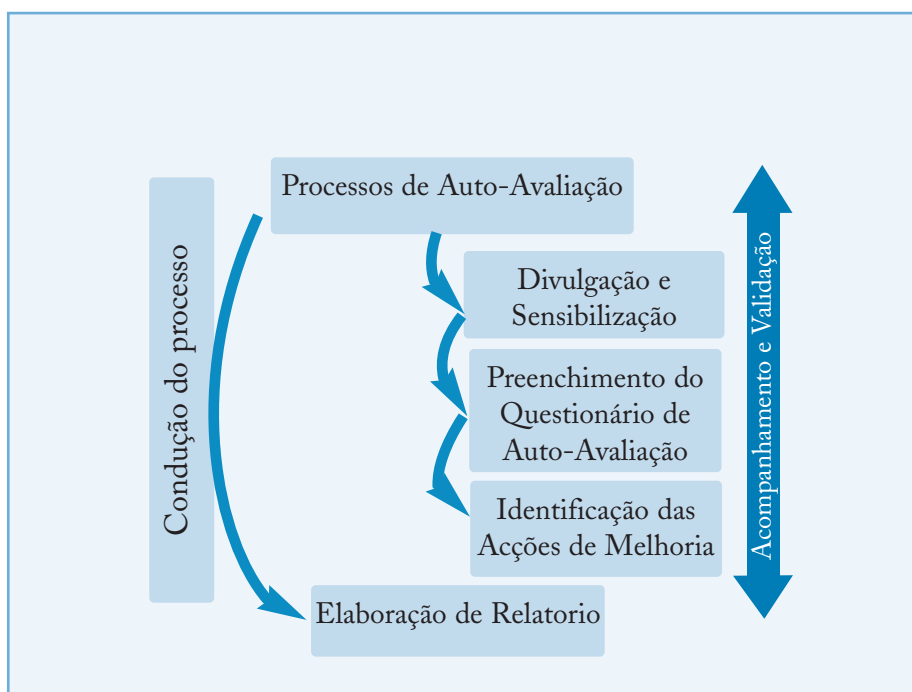 Processos de Auto-Avaliação
Condução do processo
Divulgação e
Sensibilização
Preenchimento do
Questionário de
Auto-Avaliação
Identificação das
Acções de Melhoria
Elaboração de Relatorio
Acompanhamento e Validação